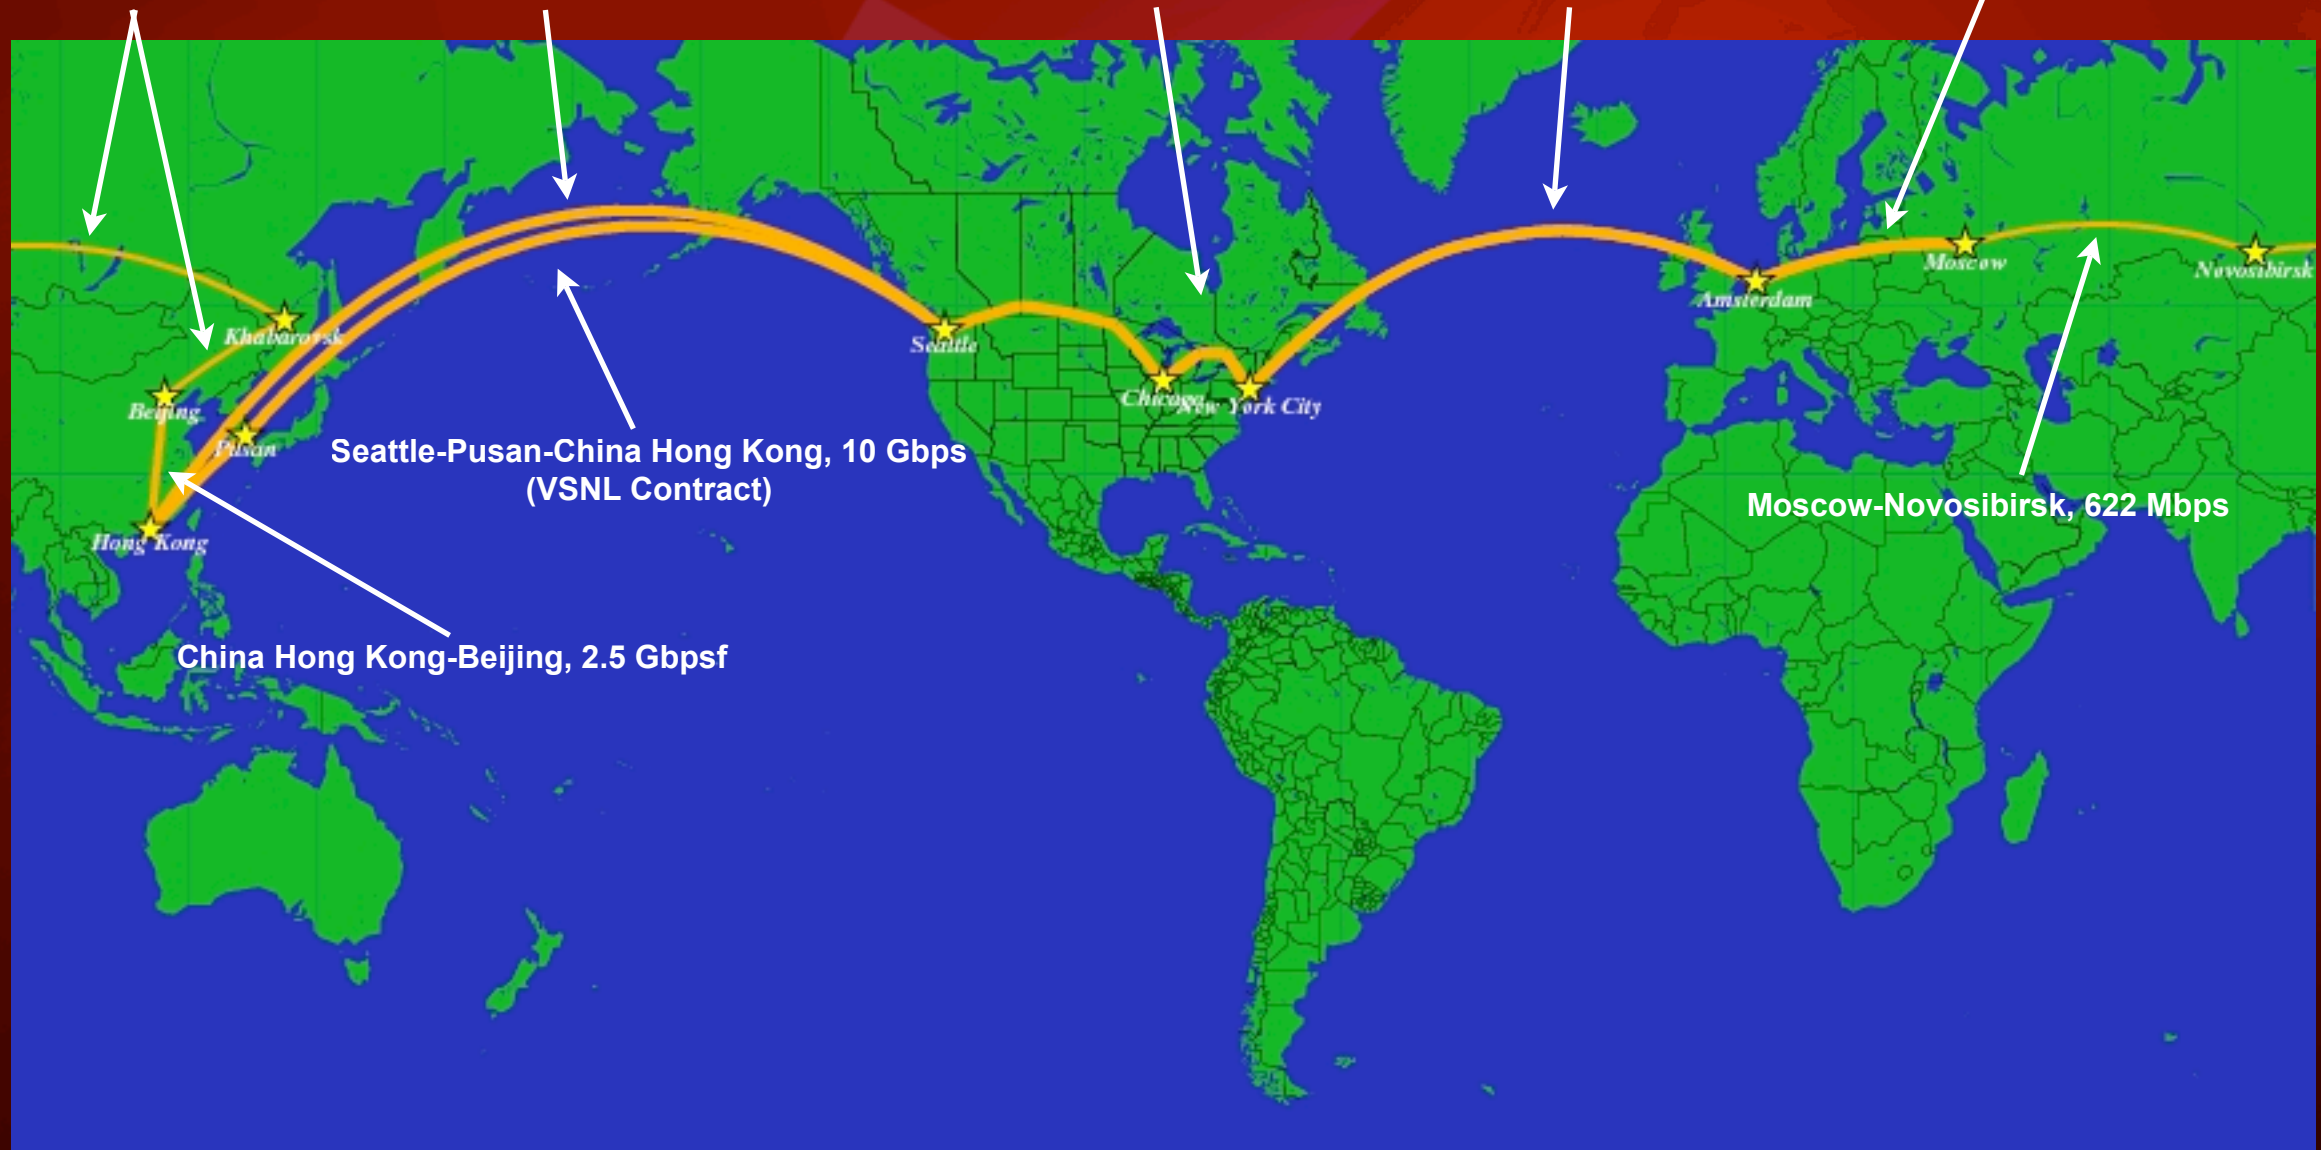 Khabarovsk
Seattle
Moscow
Novosibirsk
Amsterdam
Chicago
New York City
Beijing
Pusan
Seattle-Pusan-China Hong Kong, 10 Gbps
(VSNL Contract)
Moscow-Novosibirsk, 622 Mbps
Hong Kong
China Hong Kong-Beijing, 2.5 Gbpsf